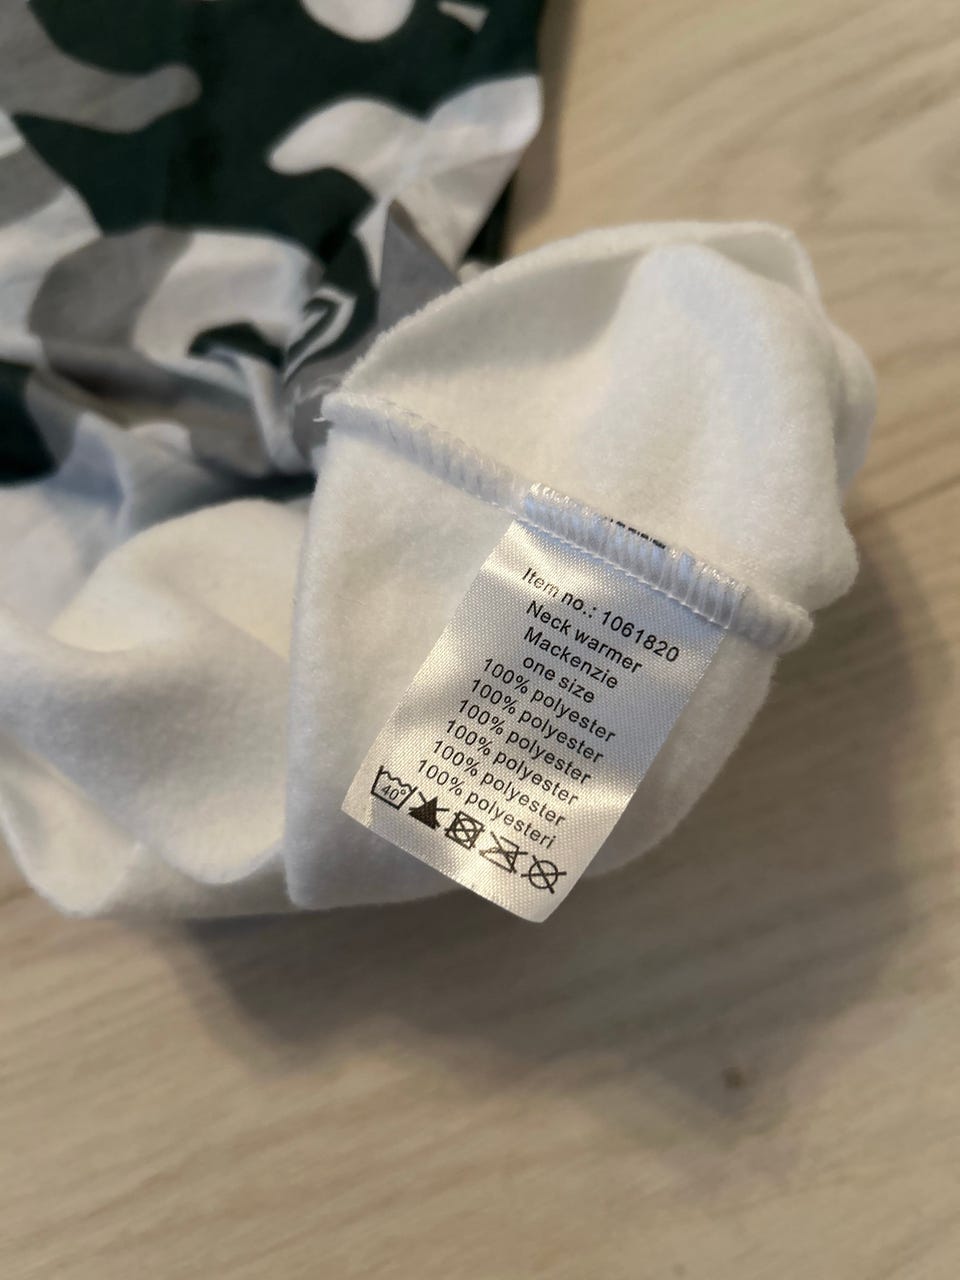 Item no.: 1061820
Neck warmer
Mackenzie
one size
100% polyester
100% polyester
100% polyester
100% polyester
100% polyester
100% polyesteri
40°